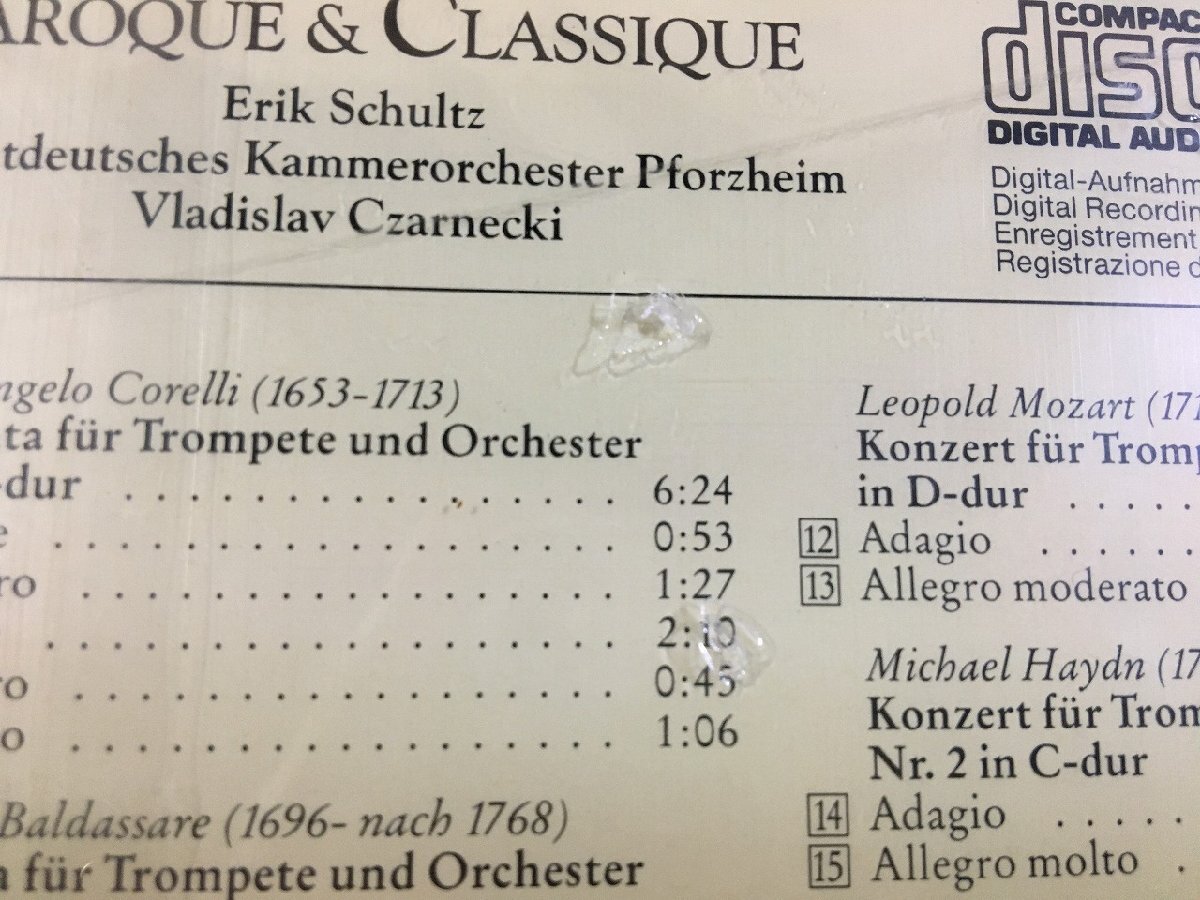 AROQUE & CLASSIQUE
Erik Schultz
tdeutsches Kammerorchester Pforzheim
Vladislav Czarnecki
COMPAC
disc
DIGITAL AUD
Digital-Aufnahm
Digital Recordin
Enregistrement
Registrazione d
ngelo Corelli (1653-1713)
ta für Trompete und Orchester
-dur . . . . . . . . . . . . . . . . 6:24
e . . . . . . . . . . . . . . . . . . 0:53
ro . . . . . . . . . . . . . . . . . 1:27
. . . . . . . . . . . . . . . . . . 2:10
ro . . . . . . . . . . . . . . . . . 0:45
o . . . . . . . . . . . . . . . . . 1:06
Baldassare (1696- nach 1768)
a für Trompete und Orchester
Leopold Mozart (171
Konzert für Tromp
in D-dur . . . . .
12 Adagio . . . . . .
13 Allegro moderato
Michael Haydn (17
Konzert für Trom
Nr. 2 in C-dur
14 Adagio . . . . .
15 Allegro molto .